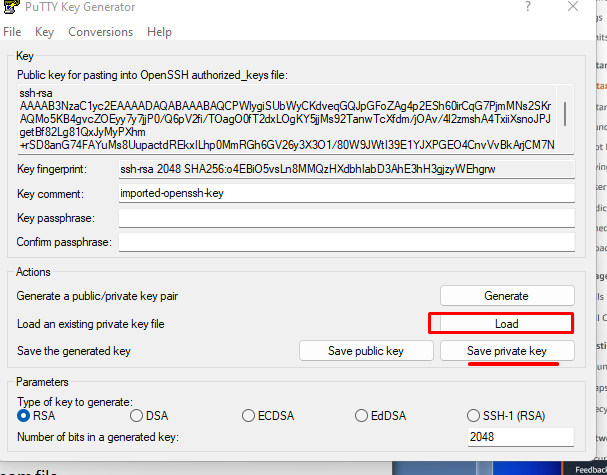 PuTTY Key Generator
?
File Key Conversions Help
Key
Public key for pasting into OpenSSH authorized_keys file:
ssh-rsa
AAAAB3NzaC1yc2EAAAADAQABAAABAQCPWlygiSUbWyCKdveqGQJpGFoZAg4p2ESh60irCqG7PjmMNs2SKr
AQMo5KB4gvcZOEyy7y7jjP0/Q6pV2fi/TOagO0fT2dxLOgKY5jjMs92TanwTcXfdm/jOAv/4I2zmshA4TxiiXsnoJPJ
getBf82Lg81QxJyMyPXhm
+rSD8anG74FAYuMs8UupactdREkxILhp0MmRGh6GV26y3X3O1/80W9JWtI39E1YJXPGEO4CnvVvBkArjCM7N
Key fingerprint: ssh-rsa 2048 SHA256:o4EBiO5vsLn8MMQzHXdbhIabD3AhE3hH3gjzyWEhgrw
Key comment: imported-openssh-key
Key passphrase:
Confirm passphrase:
Actions
Generate a public/private key pair Generate
Load an existing private key file Load
Save the generated key Save public key Save private key
Parameters
Type of key to generate:
RSA DSA ECDSA EdDSA SSH-1 (RSA)
Number of bits in a generated key: 2048
Feedback